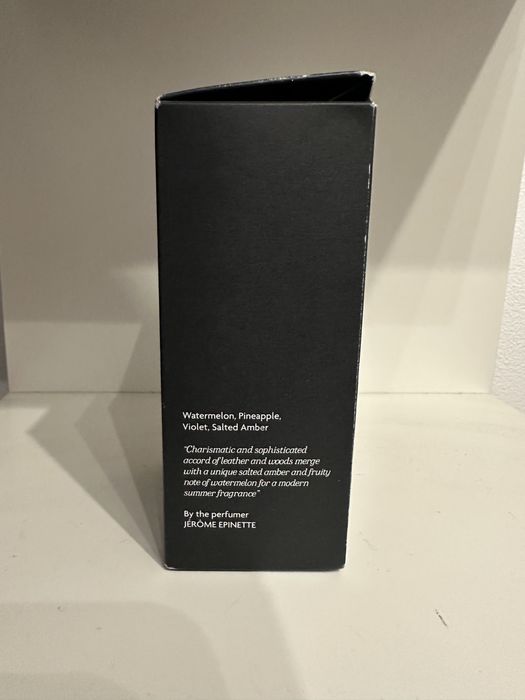 Watermelon, Pineapple,
Violet, Salted Amber
"Charismatic and sophisticated
accord of leather and woods merge
with a unique salted amber and fruity
note of watermelon for a modern
summer fragrance"
By the perfumer
JÉRÔME EPINETTE